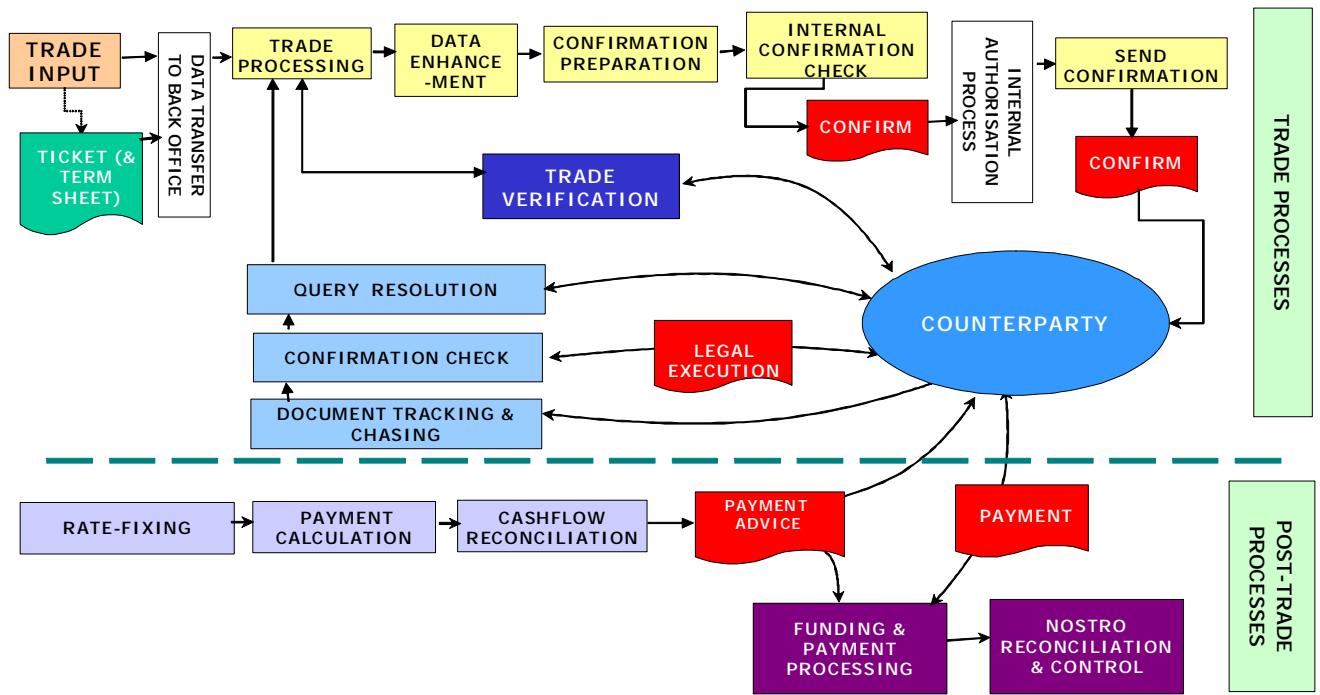 TRADE
INPUT
TICKET (&
TERM
SHEET)
DATA TRANSFER
TO BACK OFFICE
TRADE
PROCESSING
DATA
ENHANCE
-MENT
CONFIRMATION
PREPARATION
INTERNAL
CONFIRMATION
CHECK
CONFIRM
INTERNAL
AUTHORISATION
PROCESS
SEND
CONFIRMATION
CONFIRM
TRADE PROCESSES
TRADE
VERIFICATION
QUERY RESOLUTION
CONFIRMATION CHECK
LEGAL
EXECUTION
COUNTERPARTY
DOCUMENT TRACKING &
CHASING
RATE-FIXING
PAYMENT
CALCULATION
CASHFLOW
RECONCILIATION
PAYMENT
ADVICE
PAYMENT
POST-TRADE
PROCESSES
FUNDING &
PAYMENT
PROCESSING
NOSTRO
RECONCILIATION
& CONTROL